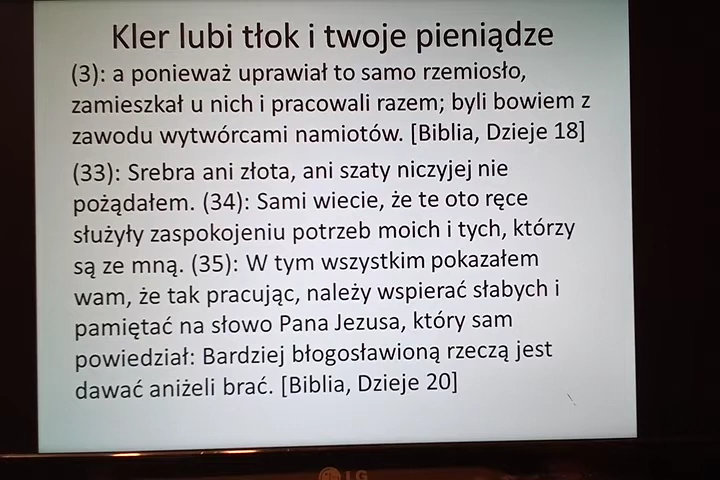 Kler lubi tłok i twoje pieniądze
(3): a ponieważ uprawiał to samo rzemiosło,
zamieszkał u nich i pracowali razem; byli bowiem z
zawodu wytwórcami namiotów. [Biblia, Dzieje 18]
(33): Srebra ani złota, ani szaty niczyjej nie
pożądałem. (34): Sami wiecie, że te oto ręce
służyły zaspokojeniu potrzeb moich i tych, którzy
są ze mną. (35): W tym wszystkim pokazałem
wam, że tak pracując, należy wspierać słabych i
pamiętać na słowo Pana Jezusa, który sam
powiedział: Bardziej błogosławioną rzeczą jest
dawać aniżeli brać. [Biblia, Dzieje 20]
LG